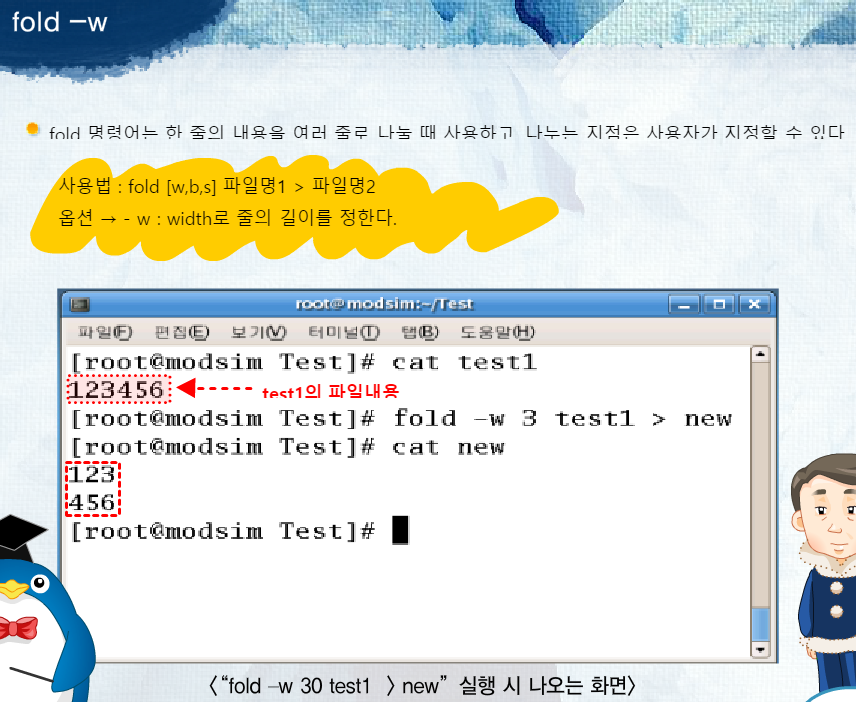 fold –w
fold 명령어는 한 줄의 내용을 여러 줄로 나눌 때 사용하고, 나누는 지점은 사용자가 지정할 수 있다
사용법 : fold [w,b,s] 파일명1 > 파일명2
옵션 → - w : width로 줄의 길이를 정한다.
root@modsim:~/Test
파일(F) 편집(E) 보기(V) 터미널(T) 탭(B) 도움말(H)
[root@modsim Test]# cat test1
123456 test1의 파일내용
[root@modsim Test]# fold –w 3 test1 > new
[root@modsim Test]# cat new
123
456
[root@modsim Test]#
〈“fold –w 30 test1 〉new” 실행 시 나오는 화면〉